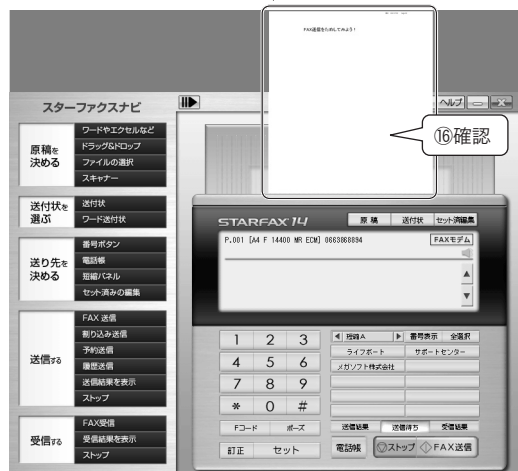 FAX送信をためしてみよう!
ヘルプ
⑯確認
スターファクスナビ
原稿を
決める
ワードやエクセルなど
ドラッグ&ドロップ
ファイルの選択
スキャナー
送付状を
選ぶ
送付状
ワード送付状
送り先を
決める
番号ボタン
電話帳
短縮パネル
セット済みの編集
送信する
FAX 送信
割り込み送信
予約送信
履歴送信
送信結果を表示
ストップ
受信する
FAX受信
受信結果を表示
ストップ
STARFAX 14
原 稿
送付状
セット済編集
P.001 [A4 F 14400 MR ECM] 0663868894
FAXモデム
1 2 3
4 5 6
7 8 9
* 0 #
Fコード
ポーズ
訂正
セット
短縮A
番号表示
全選択
ライフボート
サポートセンター
メガソフト株式会社
送信結果
送信待ち
受信結果
電話帳
ストップ
FAX送信